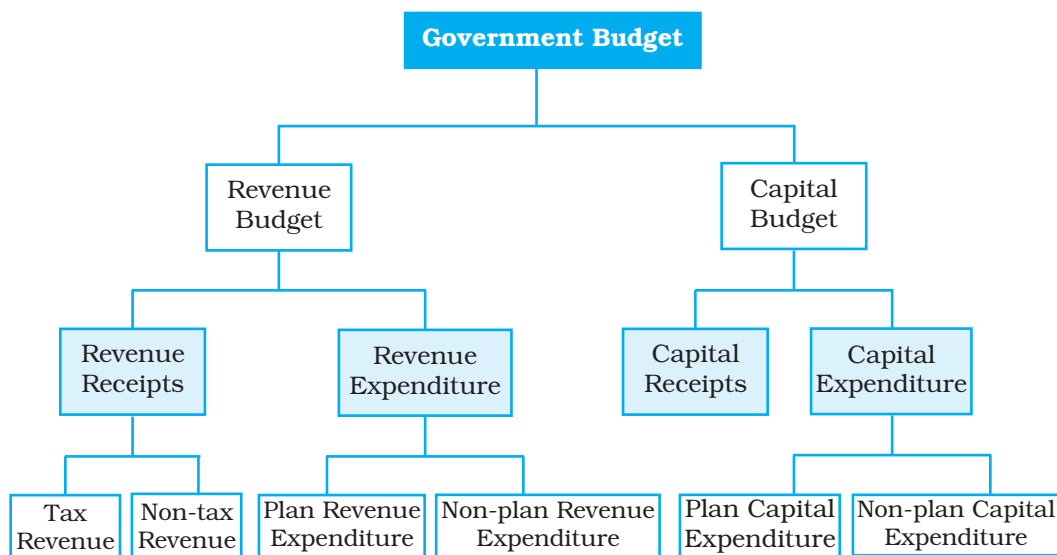 Government Budget
Revenue
Budget
Capital
Budget
Revenue
Receipts
Revenue
Expenditure
Capital
Receipts
Capital
Expenditure
Tax
Revenue
Non-tax
Revenue
Plan Revenue
Expenditure
Non-plan Revenue
Expenditure
Plan Capital
Expenditure
Non-plan Capital
Expenditure